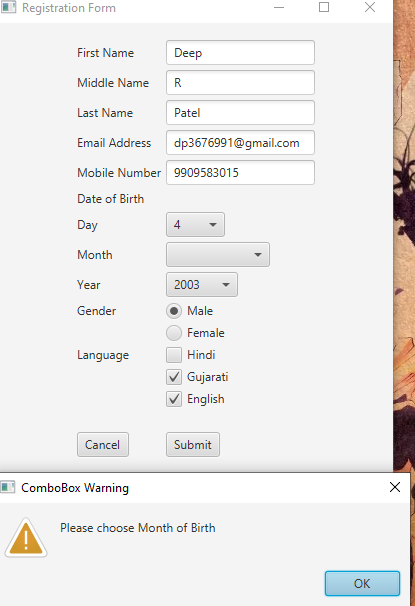 Registration Form
First Name Deep
Middle Name R
Last Name Patel
Email Address dp3676991@gmail.com
Mobile Number 9909583015
Date of Birth
Day 4
Month
Year 2003
Gender Male
Female
Language Hindi
Gujarati
English
Cancel Submit
ComboBox Warning
Please choose Month of Birth
OK